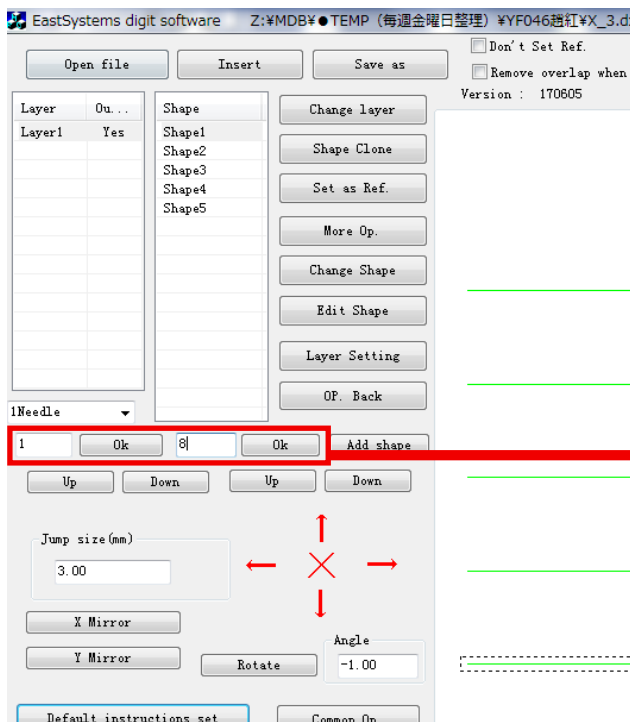 EastSystems digit software Z:¥MDB¥●TEMP (毎週金曜日整理) ¥YF046趙紅¥X_3.d
Open file Insert Save as
Don't Set Ref.
Remove overlap when
Version : 170605
Layer Ou... Shape
Layer1 Yes Shape1
Shape2
Shape3
Shape4
Shape5
Change layer
Shape Clone
Set as Ref.
More Op.
Change Shape
Edit Shape
Layer Setting
OP. Back
1Needle
1 Ok 8 Ok Add shape
Up Down Up Down
Jump size(mm)
3.00
X Mirror
Y Mirror
Rotate
Angle
-1.00
Default instructions set Common Op